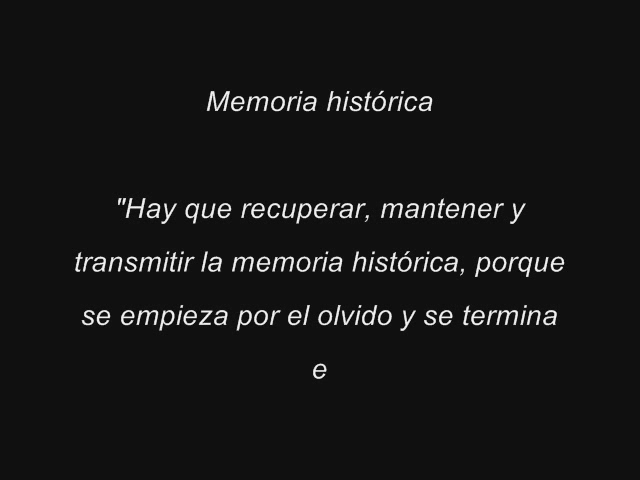 Memoria histórica
"Hay que recuperar, mantener y
transmitir la memoria histórica, porque
se empieza por el olvido y se termina
e